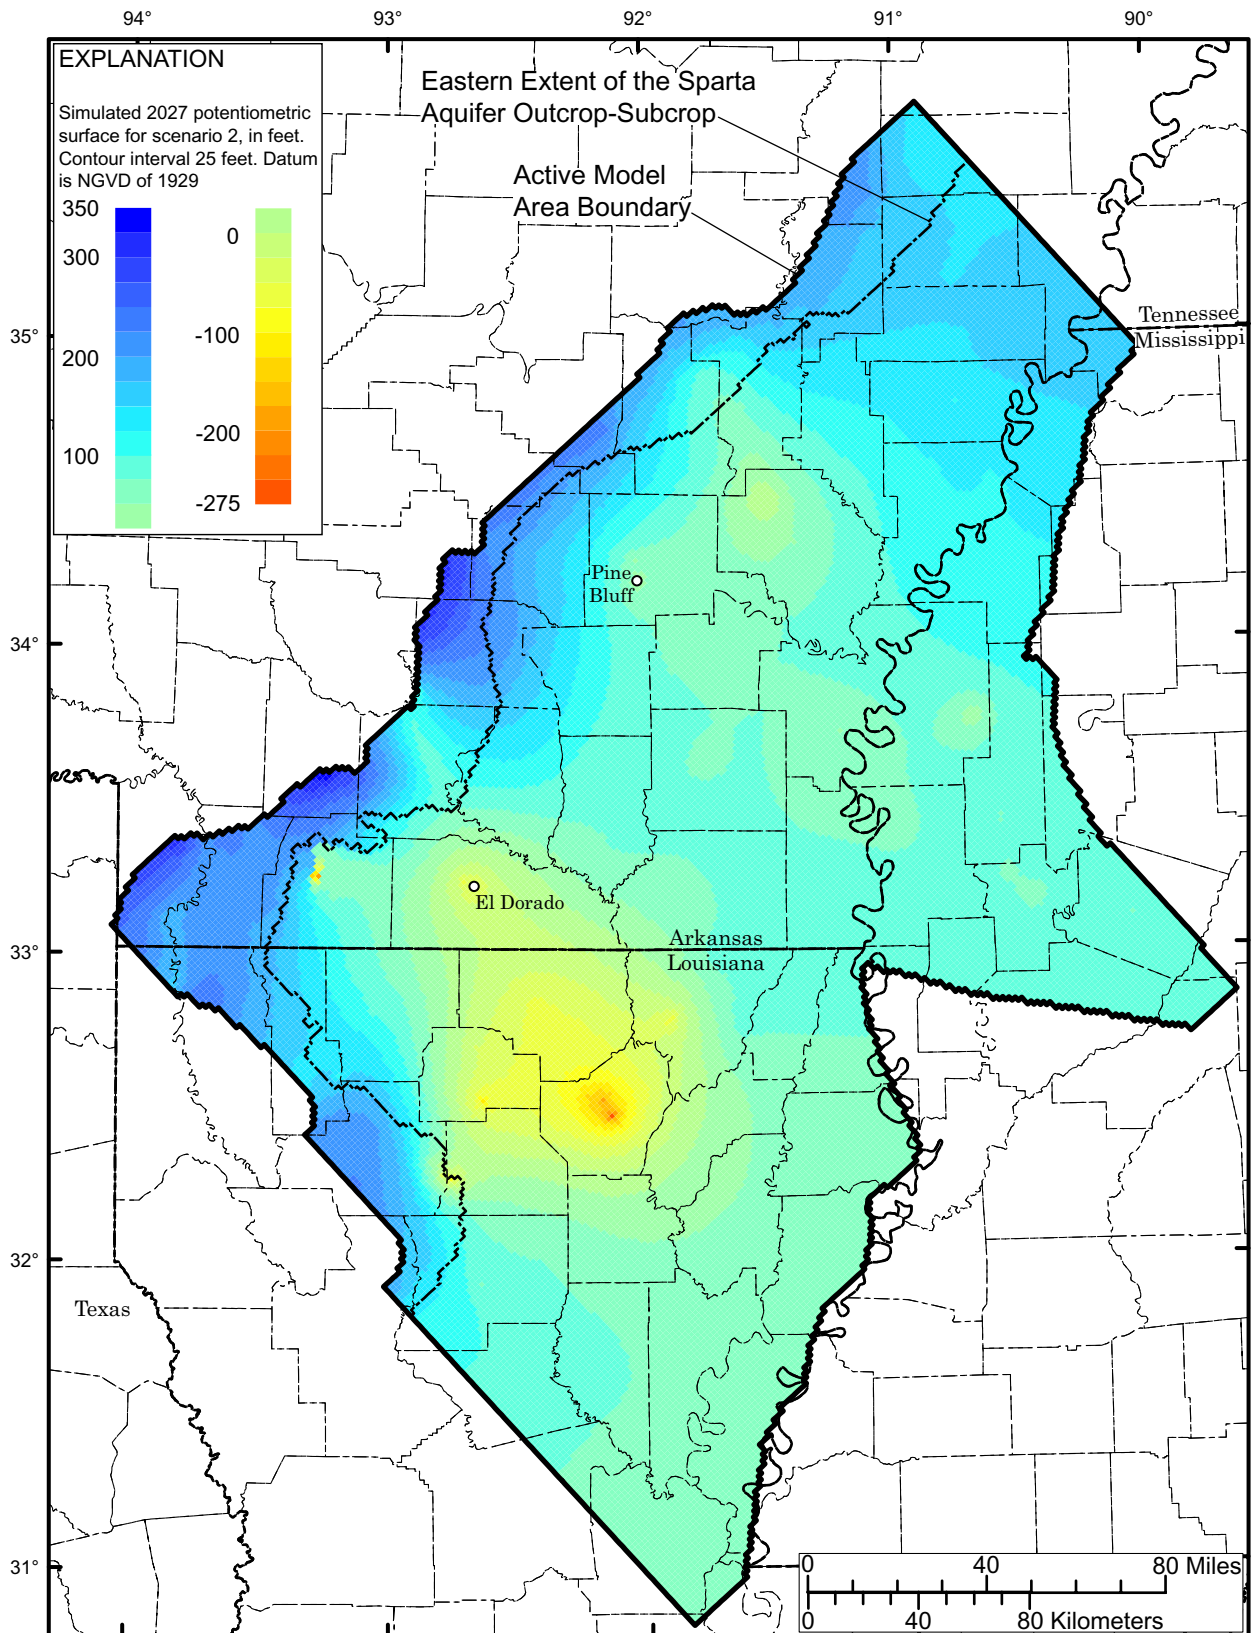 94°
93°
92°
91°
90°
EXPLANATION
Simulated 2027 potentiometric
surface for scenario 2, in feet.
Contour interval 25 feet. Datum
is NGVD of 1929
350
300
200
100
0
-100
-200
-275
Eastern Extent of the Sparta
Aquifer Outcrop-Subcrop
Active Model
Area Boundary
Tennessee
Mississippi
35°
Pine
Bluff
34°
El Dorado
33°
Arkansas
Louisiana
32°
Texas
31°
0 40 80 Miles
0 40 80 Kilometers